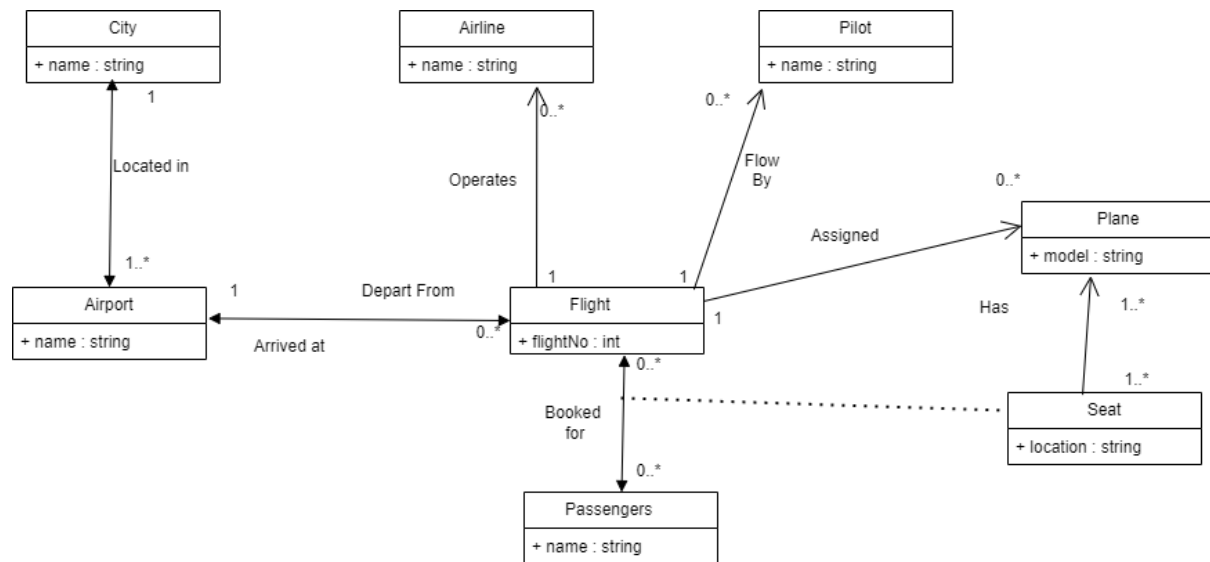 City
+ name : string
Airline
+ name : string
Pilot
+ name : string
1
0..*
0..*
Located in
Operates
Flow
By
0..*
Plane
+ model : string
Assigned
1..*
Airport
+ name : string
1
Depart From
Arrived at
0..*
1
1
Flight
+ flightNo : int
1
Has
1..*
0..*
Booked
for
0..*
1..*
Seat
+ location : string
Passengers
+ name : string